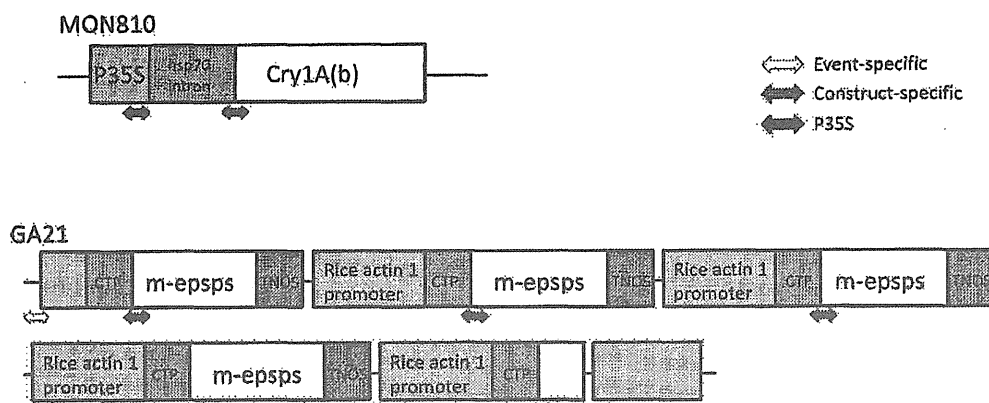 MON810
P35S
hsp70 intron
Cry1A(b)
Event-specific
Construct-specific
P35S
GA21
CTP
m-epsps
TNOS
Rice actin 1 promoter
CTP
m-epsps
TNOS
Rice actin 1 promoter
CTP
m-epsps
TNOS
Rice actin 1 promoter
CTP
m-epsps
TNOS
Rice actin 1 promoter
CTP